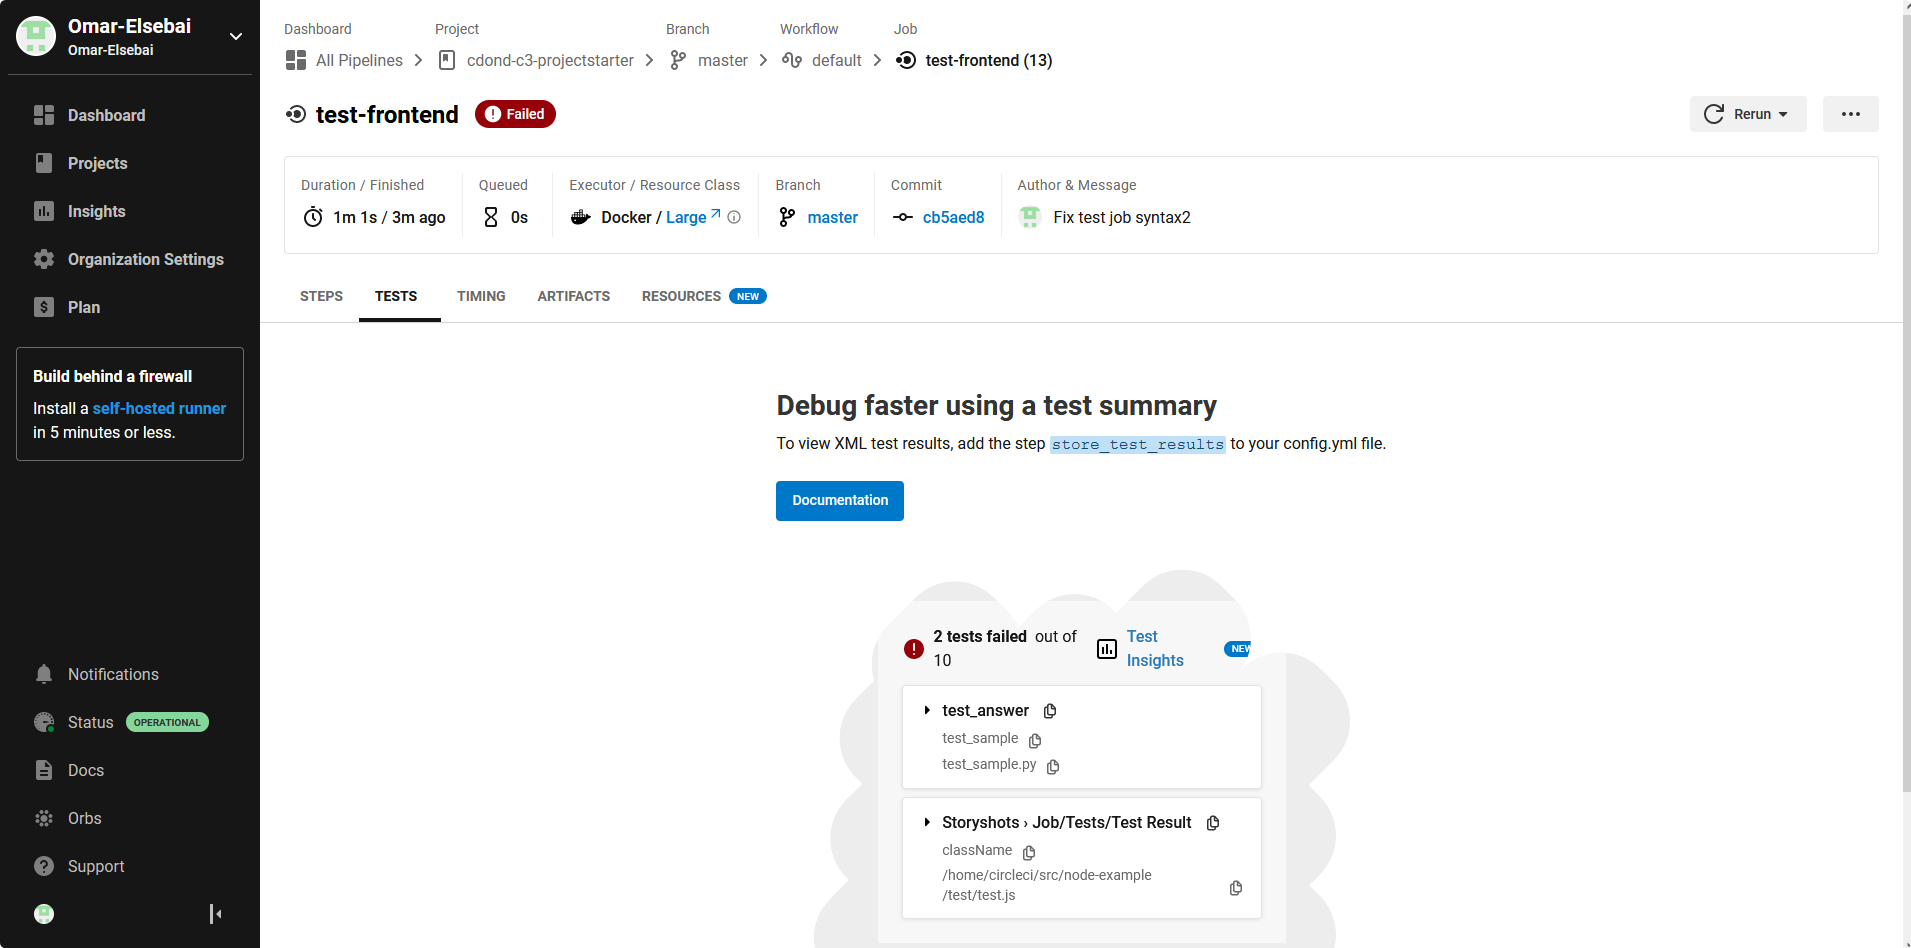 Omar-Elsebai
Omar-Elsebai
Dashboard
Projects
Insights
Organization Settings
Plan
Build behind a firewall
Install a self-hosted runner
in 5 minutes or less.
Notifications
Status OPERATIONAL
Docs
Orbs
Support
Dashboard Project Branch Workflow Job
All Pipelines cdond-c3-projectstarter master default test-frontend (13)
test-frontend Failed
Rerun
Duration / Finished Queued Executor / Resource Class Branch Commit Author & Message
1m 1s / 3m ago 0s Docker / Large master cb5aed8 Fix test job syntax2
STEPS TESTS TIMING ARTIFACTS RESOURCES NEW
Debug faster using a test summary
To view XML test results, add the step store_test_results to your config.yml file.
Documentation
2 tests failed out of
10
Test
Insights
NEW
test_answer
test_sample
test_sample.py
Storyshots › Job/Tests/Test Result
className
/home/circleci/src/node-example
/test/test.js